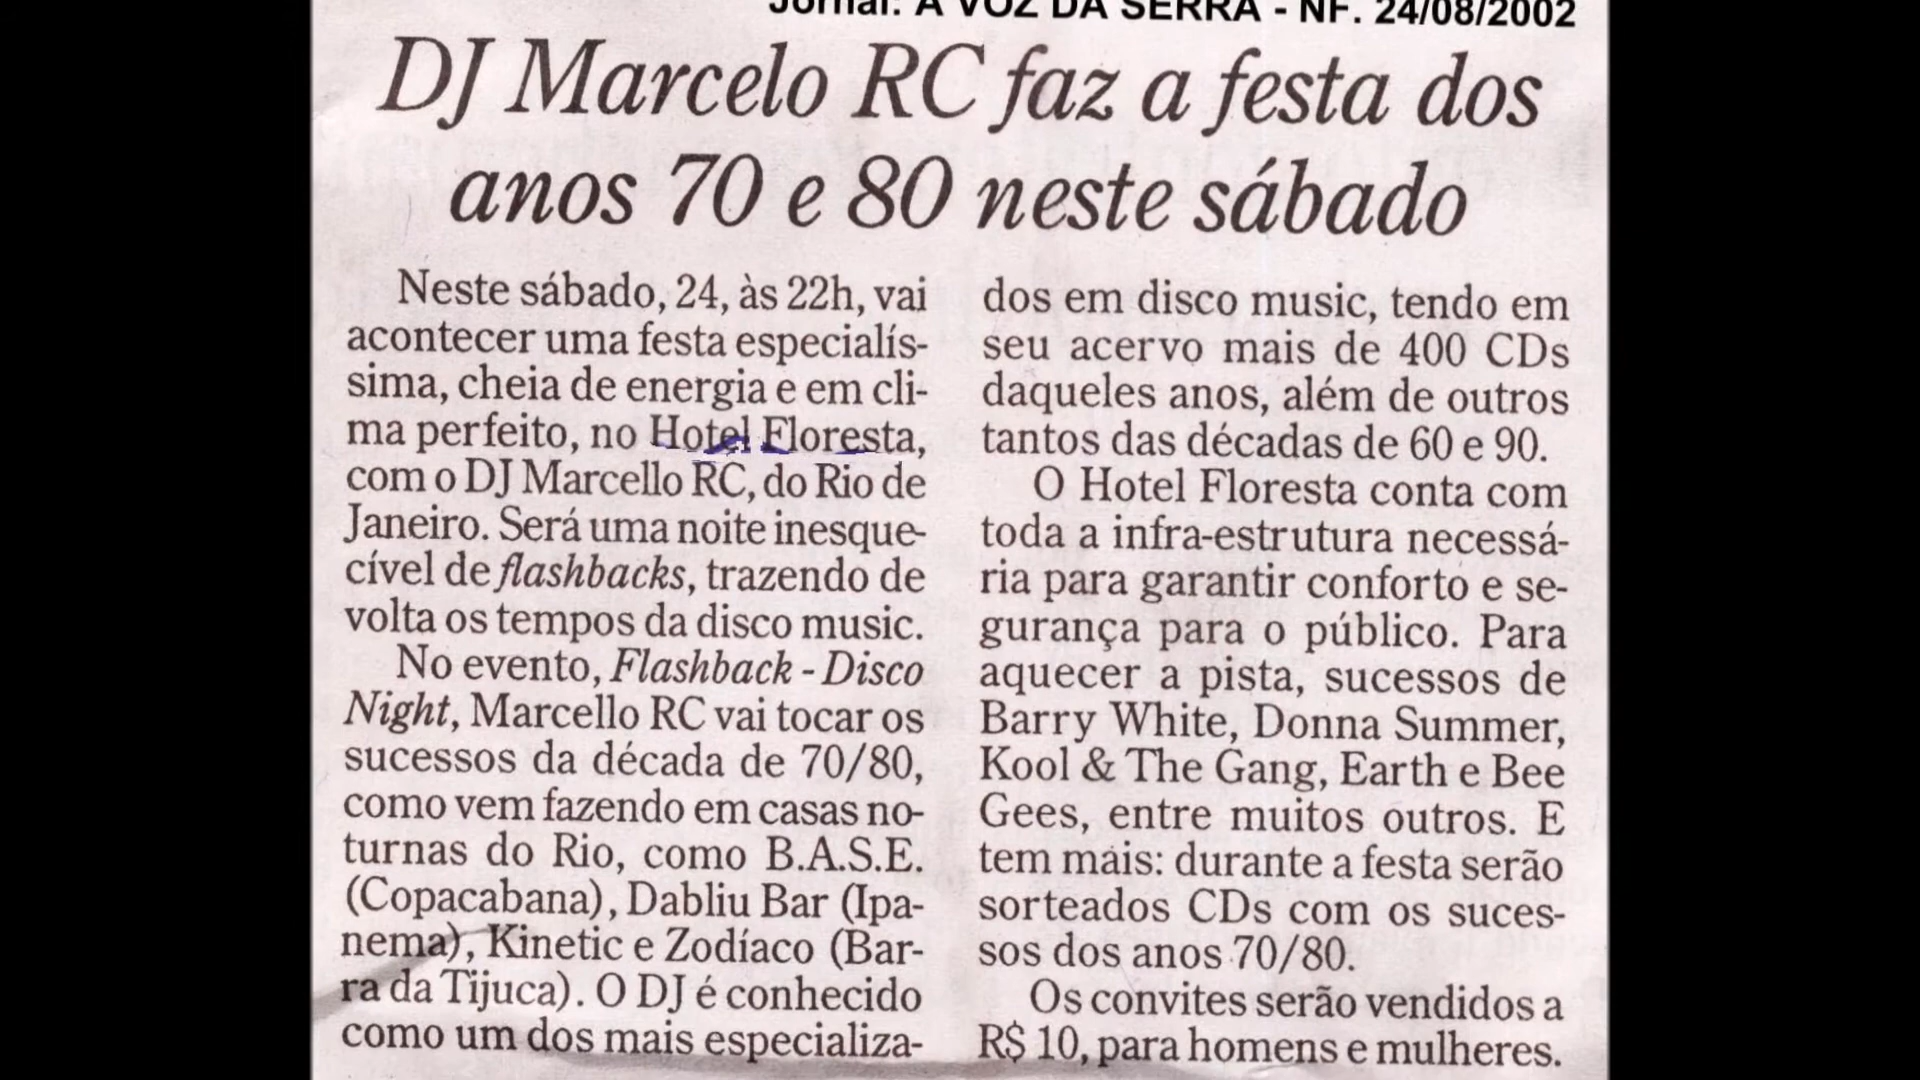 Jornal: A VOZ DA SERRA - NF. 24/08/2002
DJ Marcelo RC faz a festa dos
anos 70 e 80 neste sábado
Neste sábado, 24, às 22h, vai
acontecer uma festa especialís-
sima, cheia de energia e em cli-
ma perfeito, no Hotel Floresta,
com o DJ Marcello RC, do Rio de
Janeiro. Será uma noite inesque-
cível de flashbacks, trazendo de
volta os tempos da disco music.
No evento, Flashback - Disco
Night, Marcello RC vai tocar os
sucessos da década de 70/80,
como vem fazendo em casas no-
turnas do Rio, como B.A.S.E.
(Copacabana), Dabliu Bar (Ipa-
nema), Kinetic e Zodíaco (Bar-
ra da Tijuca). O DJ é conhecido
como um dos mais especializa-
dos em disco music, tendo em
seu acervo mais de 400 CDs
daqueles anos, além de outros
tantos das décadas de 60 e 90.
O Hotel Floresta conta com
toda a infra-estrutura necessá-
ria para garantir conforto e se-
gurança para o público. Para
aquecer a pista, sucessos de
Barry White, Donna Summer,
Kool & The Gang, Earth e Bee
Gees, entre muitos outros. E
tem mais: durante a festa serão
sorteados CDs com os suces-
sos dos anos 70/80.
Os convites serão vendidos a
R$ 10, para homens e mulheres.